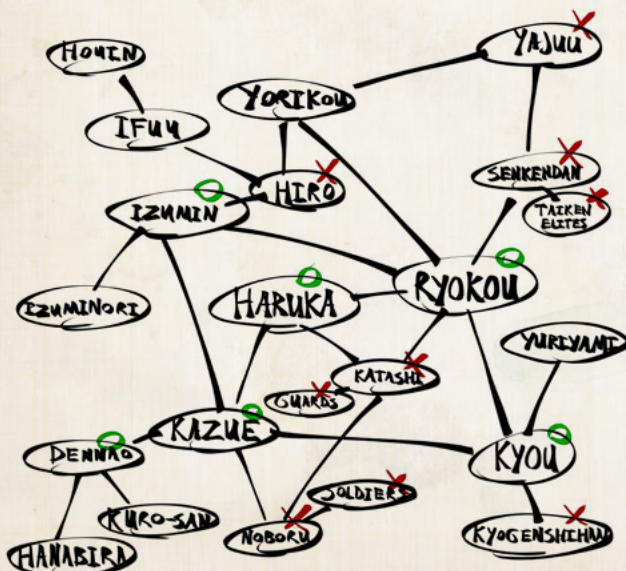 HOUIN
YAJUU
YORIKOU
IFUU
SENKENDAN
HIRO
IZUMIN
TAIKEN
ELITES
RYOKOU
HARUKA
IZUMINORI
YURIYAMI
KATASHI
GUARDS
KAZUE
DENNAO
KYOU
SOLDIERS
KURO-SAN
NOBORU
KYOGENSHIHAN
HANABIRA